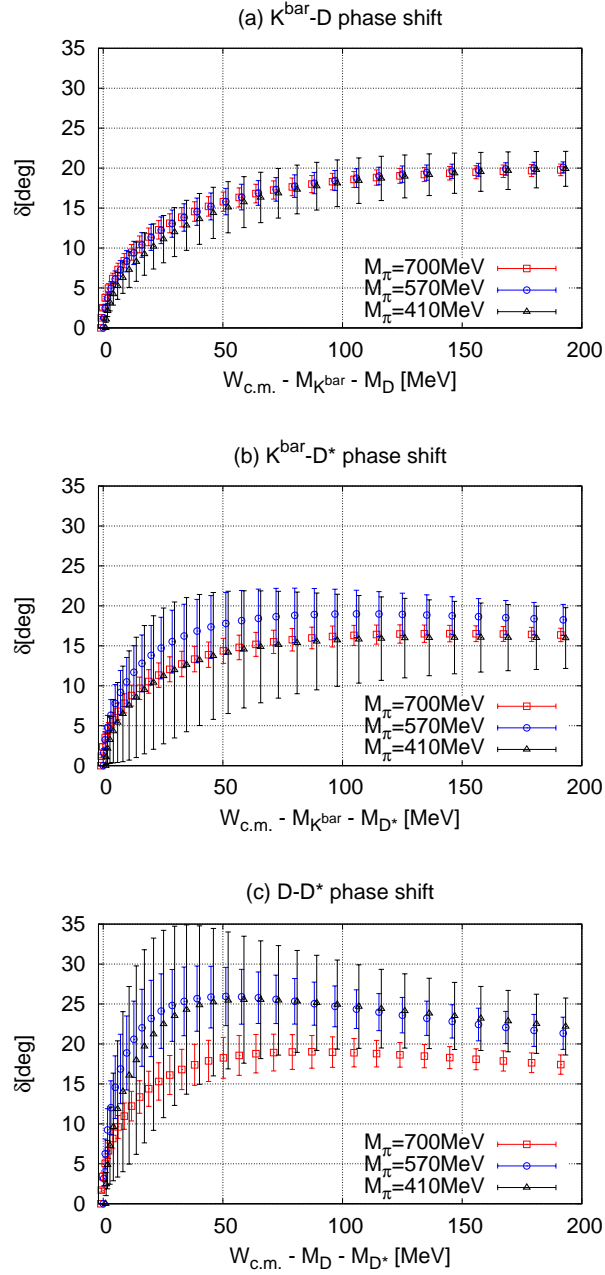 (a) K^bar-D phase shift
35
30
25
20
15
10
5
0
δ[deg]
M_π=700MeV
M_π=570MeV
M_π=410MeV
0 50 100 150 200
W_c.m. - M_K^bar - M_D [MeV]
(b) K^bar-D* phase shift
35
30
25
20
15
10
5
0
δ[deg]
M_π=700MeV
M_π=570MeV
M_π=410MeV
0 50 100 150 200
W_c.m. - M_K^bar - M_D* [MeV]
(c) D-D* phase shift
35
30
25
20
15
10
5
0
δ[deg]
M_π=700MeV
M_π=570MeV
M_π=410MeV
0 50 100 150 200
W_c.m. - M_D - M_D* [MeV]